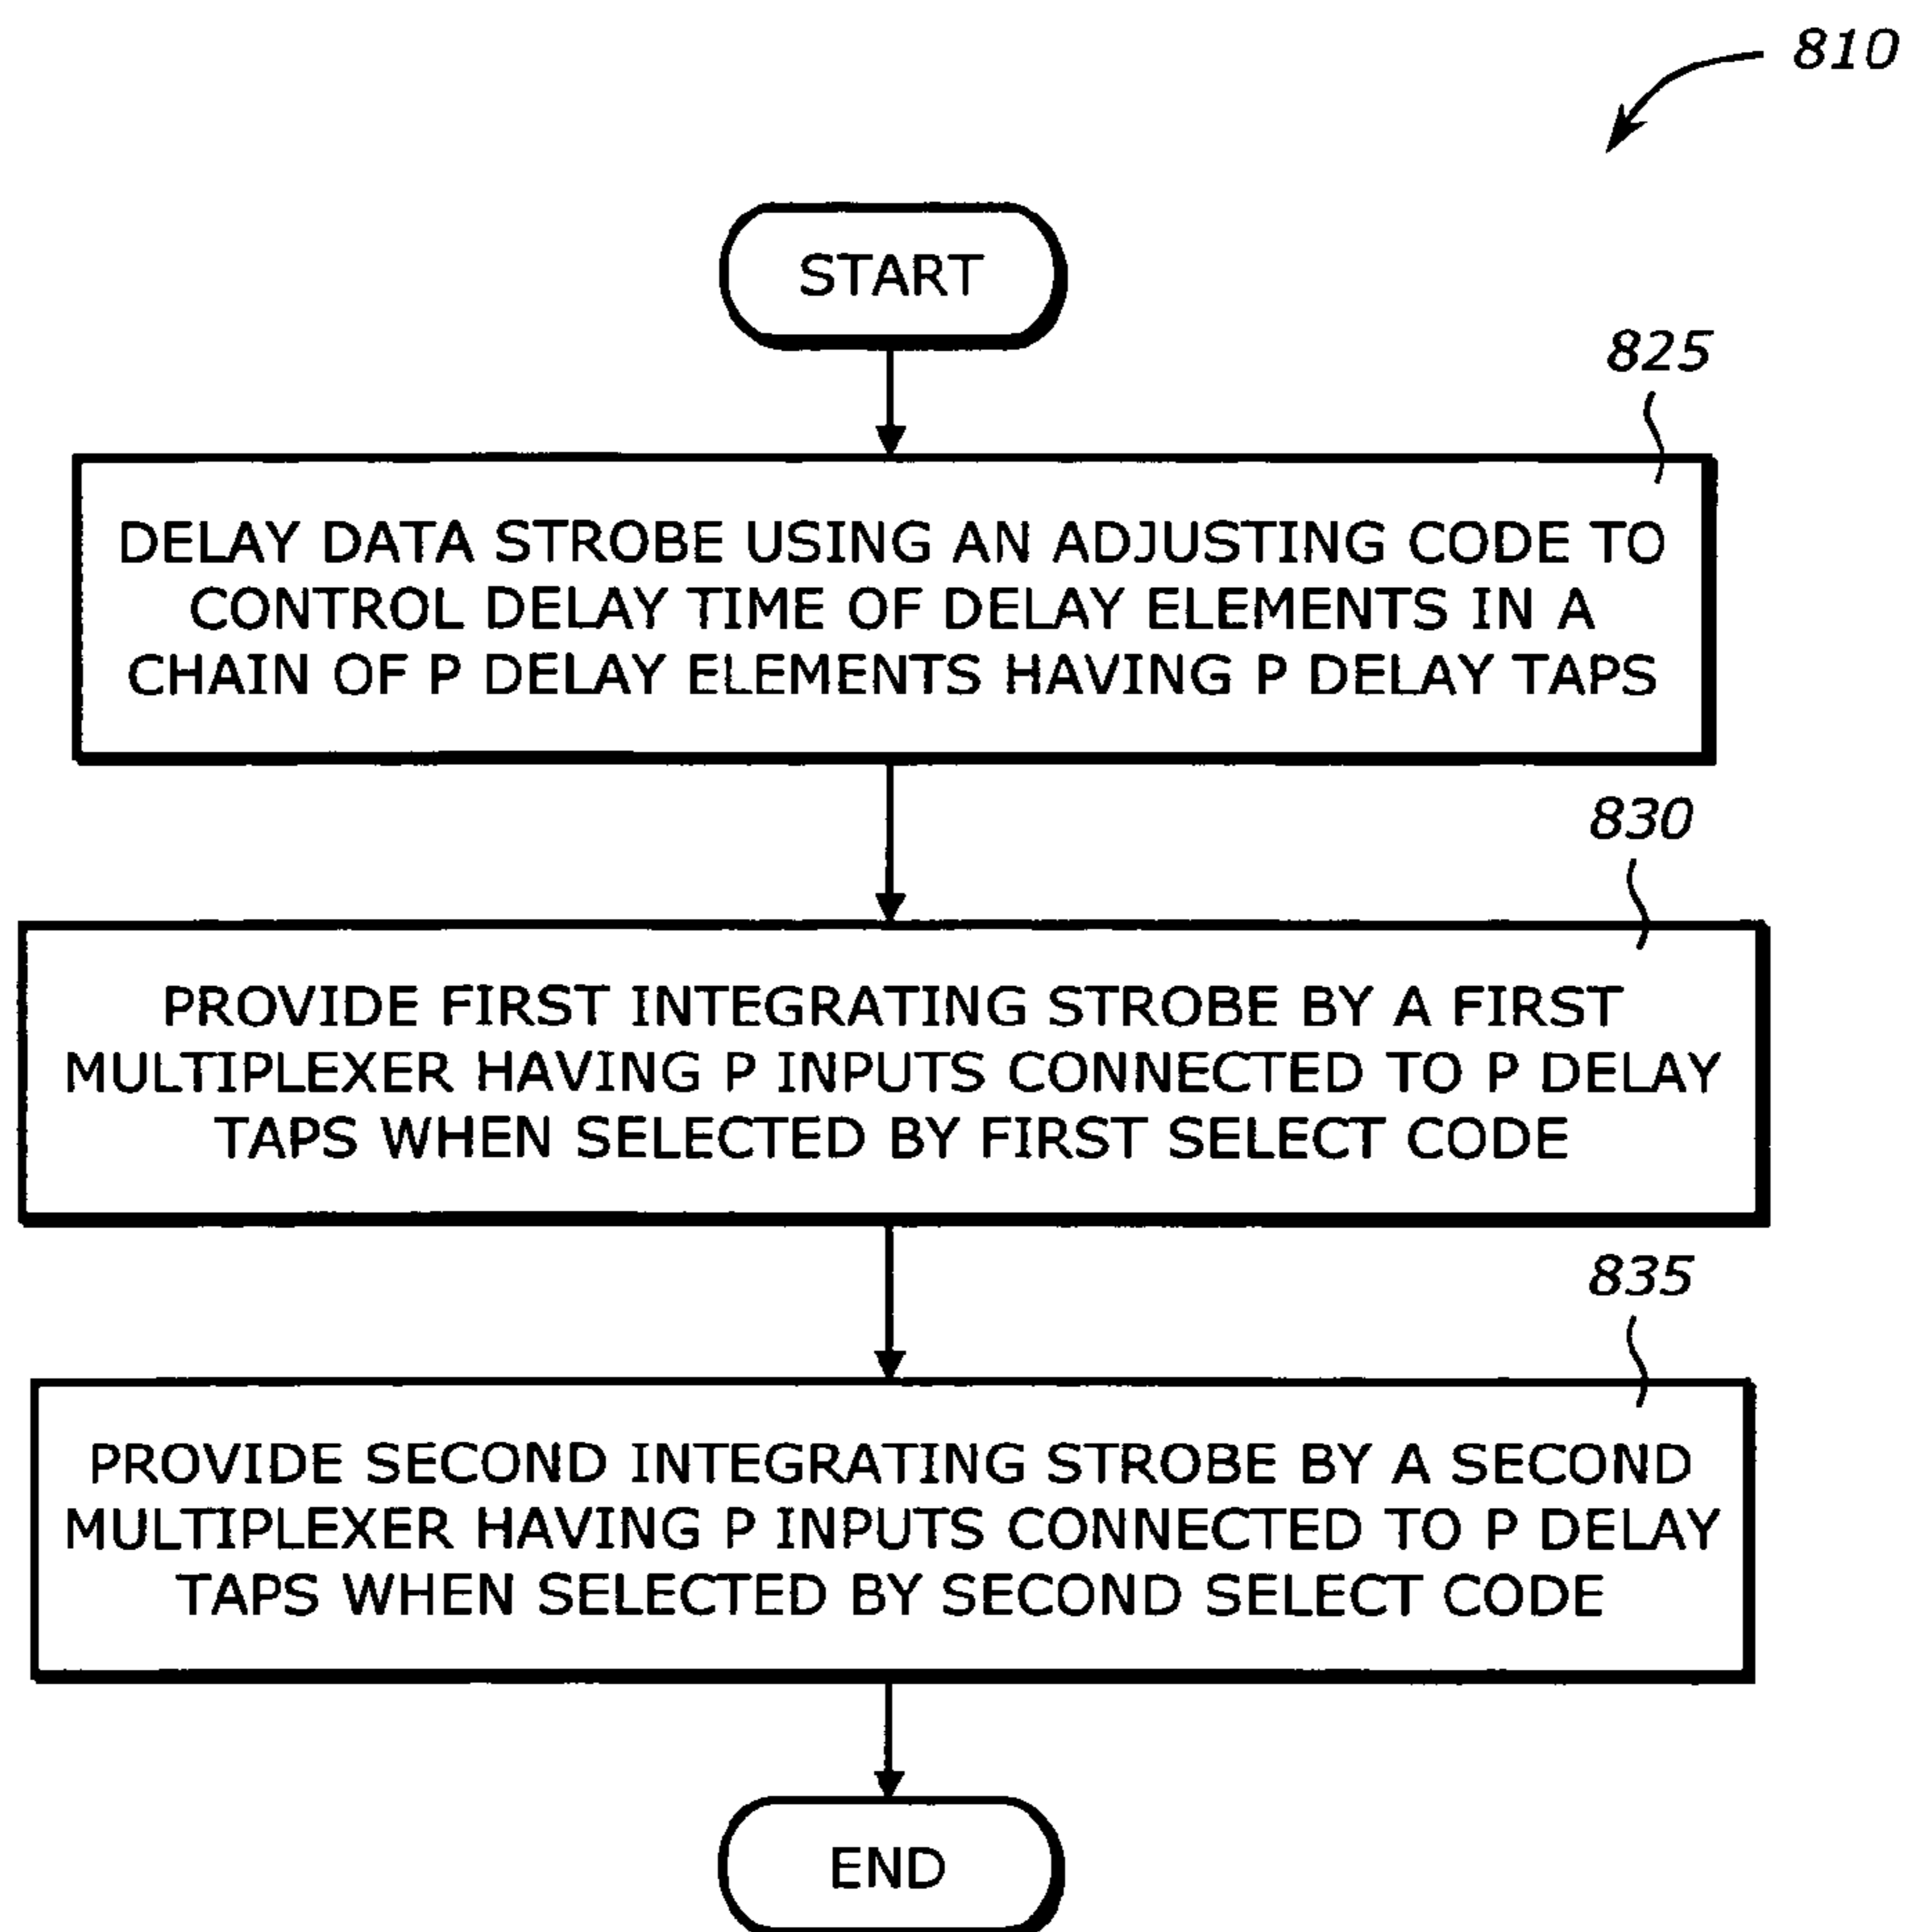 810
START
825
DELAY DATA STROBE USING AN ADJUSTING CODE TO
CONTROL DELAY TIME OF DELAY ELEMENTS IN A
CHAIN OF P DELAY ELEMENTS HAVING P DELAY TAPS
830
PROVIDE FIRST INTEGRATING STROBE BY A FIRST
MULTIPLEXER HAVING P INPUTS CONNECTED TO P DELAY
TAPS WHEN SELECTED BY FIRST SELECT CODE
835
PROVIDE SECOND INTEGRATING STROBE BY A SECOND
MULTIPLEXER HAVING P INPUTS CONNECTED TO P DELAY
TAPS WHEN SELECTED BY SECOND SELECT CODE
END